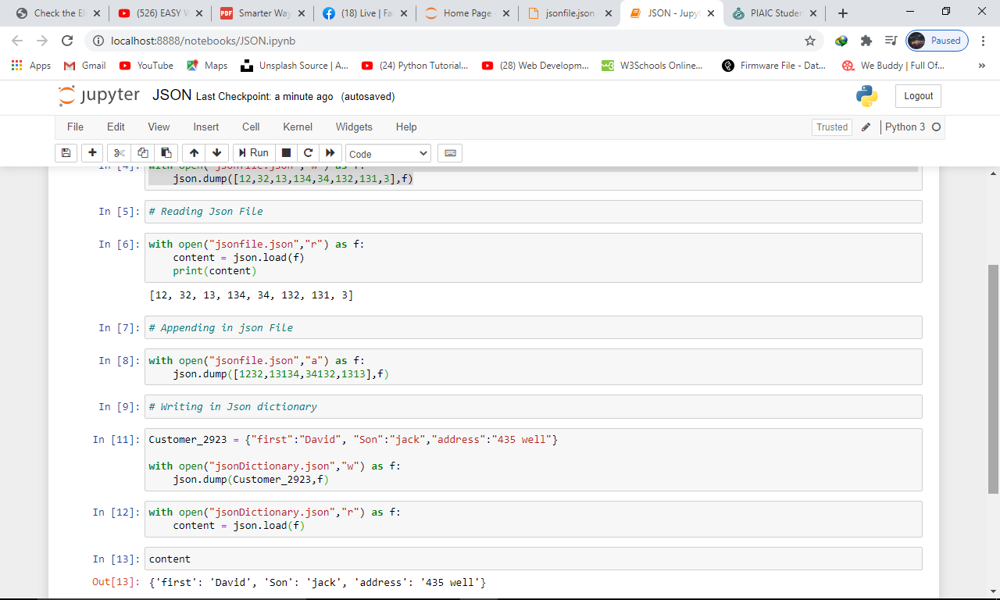 Check the El
(526) EASY W
Smarter Way
(18) Live | Fa
Home Page
jsonfile.json
JSON - Jupy
PIAIC Studen
localhost:8888/notebooks/JSON.ipynb
Paused
Apps
Gmail
YouTube
Maps
Unsplash Source | A...
(24) Python Tutorial...
(28) Web Developm...
W3Schools Online...
Firmware File - Dat...
We Buddy | Full Of...
»
jupyter JSON Last Checkpoint: a minute ago (autosaved)
Logout
File Edit View Insert Cell Kernel Widgets Help
Trusted
Python 3
Run
Code
In [4]: with open("jsonfile.json","w") as f:
json.dump([12,32,13,134,34,132,131,3],f)
In [5]: # Reading Json File
In [6]: with open("jsonfile.json","r") as f:
content = json.load(f)
print(content)
[12, 32, 13, 134, 34, 132, 131, 3]
In [7]: # Appending in json File
In [8]: with open("jsonfile.json","a") as f:
json.dump([1232,13134,34132,1313],f)
In [9]: # Writing in Json dictionary
In [11]: Customer_2923 = {"first":"David", "Son":"jack","address":"435 well"}
with open("jsonDictionary.json","w") as f:
json.dump(Customer_2923,f)
In [12]: with open("jsonDictionary.json","r") as f:
content = json.load(f)
In [13]: content
Out[13]: {'first': 'David', 'Son': 'jack', 'address': '435 well'}